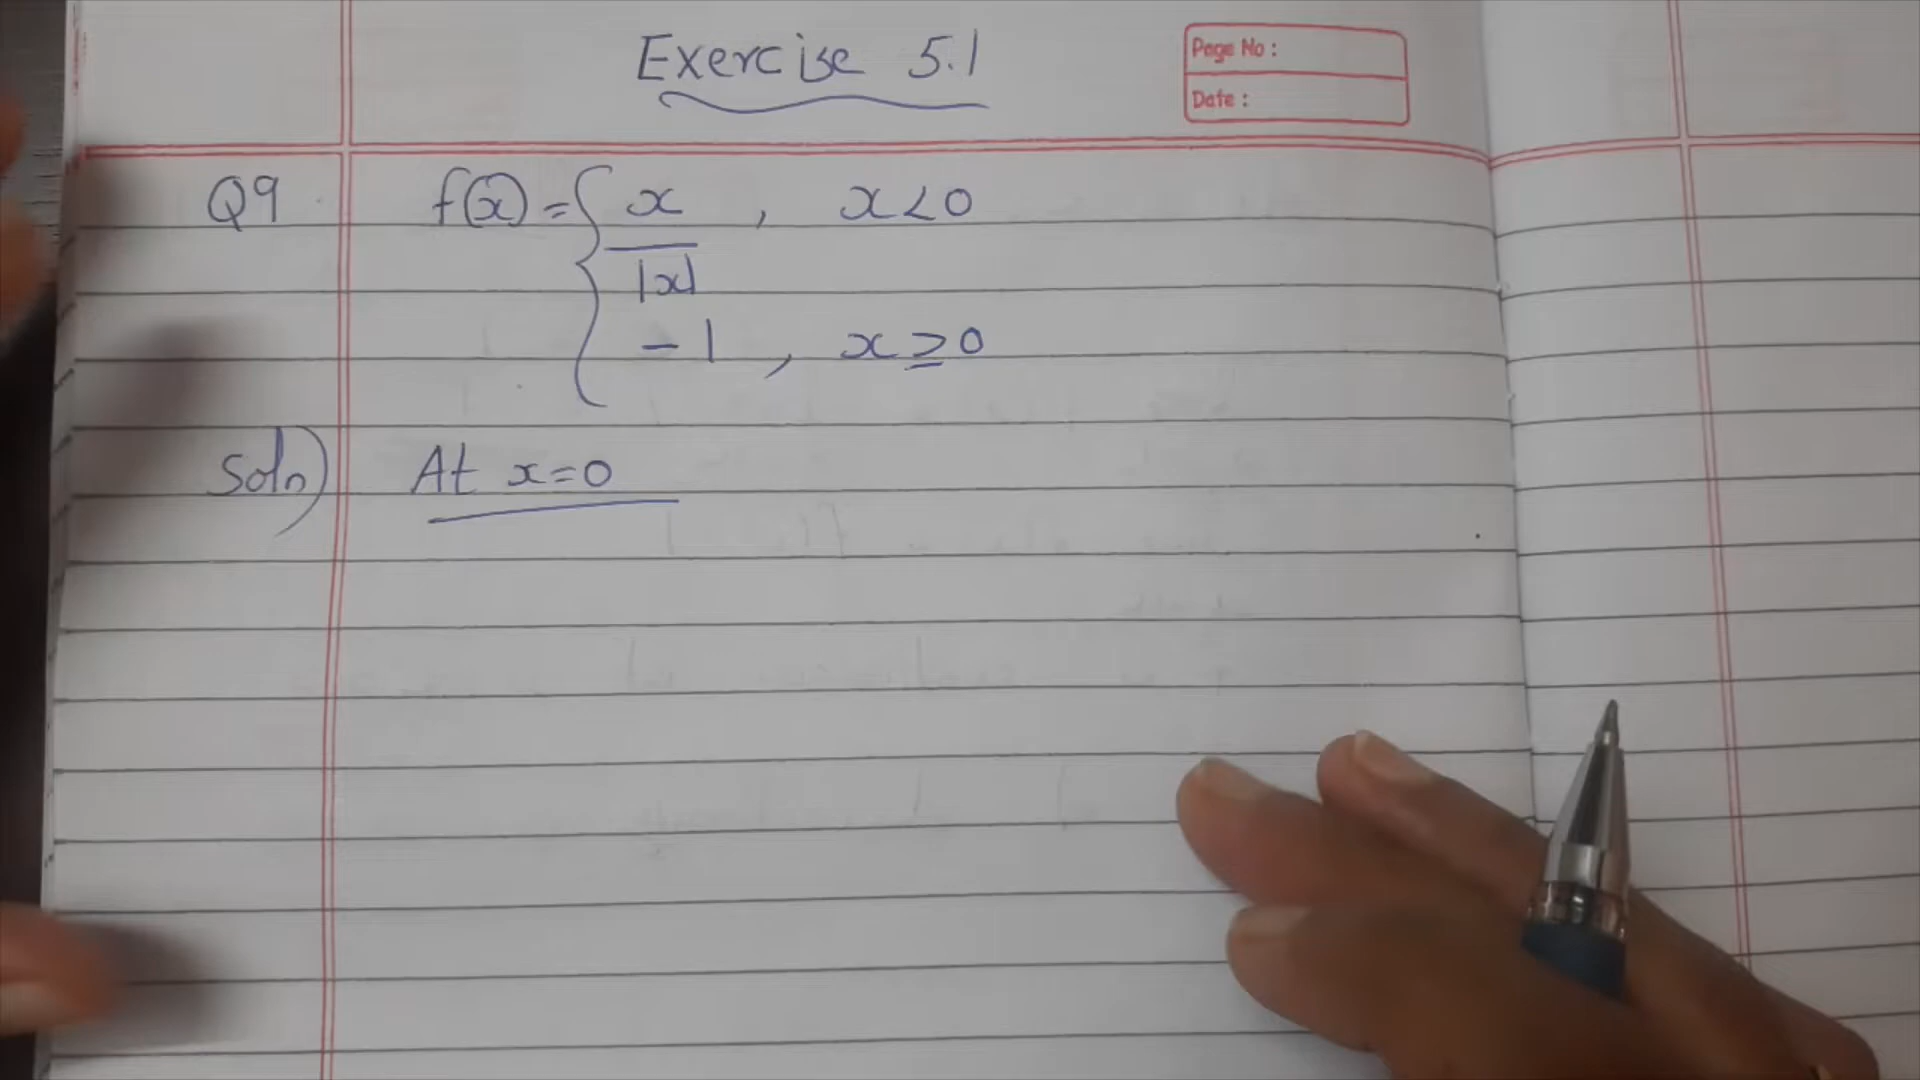 Exercise 5.1
Page No :
Date :
Q9 f(x) = { x/|x| , x<0
-1 , x≥0
Soln) At x=0